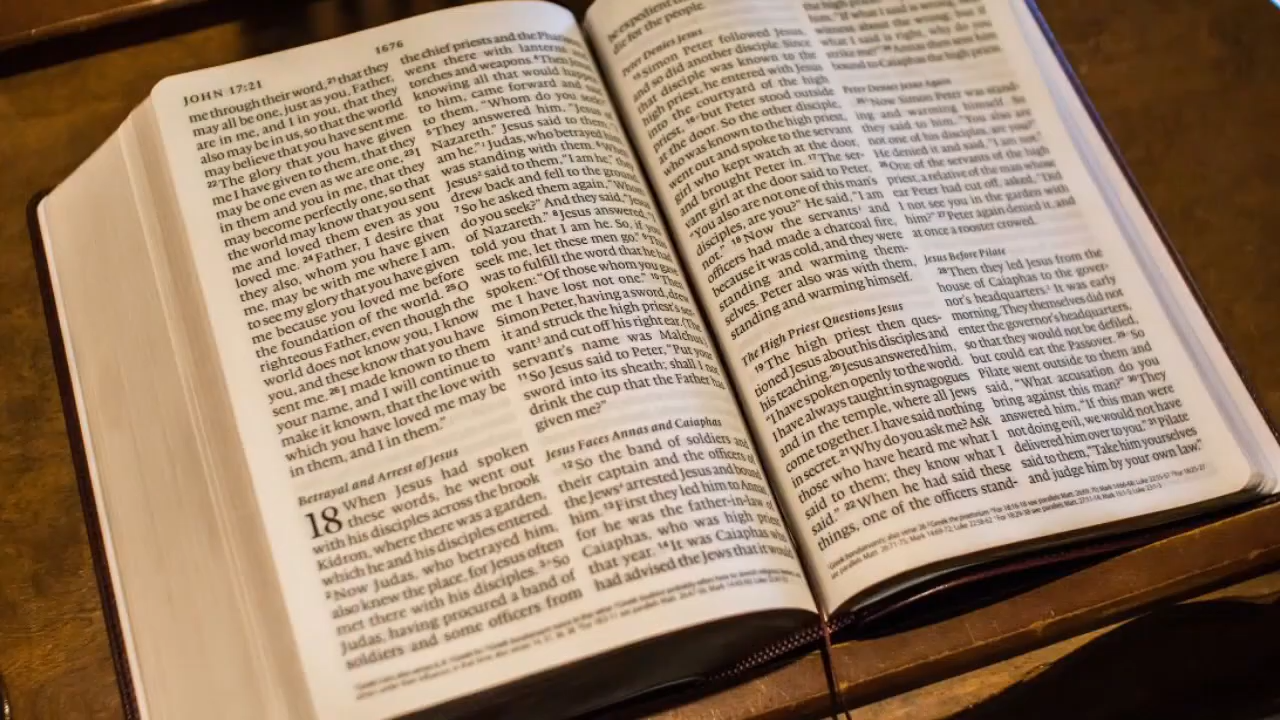 JOHN 17:21
1676
me through their word, 21 that they
may all be one, just as you, Father,
are in me, and I in you, that they
also may be in us, so that the world
may believe that you have sent me.
22 The glory that you have given
me I have given to them, that they
may be one even as we are one, 23 I
in them and you in me, that they
may become perfectly one, so that
the world may know that you sent
me and loved them even as you
loved me. 24 Father, I desire that
they also, whom you have given
me, may be with me where I am,
to see my glory that you have given
me because you loved me before
the foundation of the world. 25 O
righteous Father, even though the
world does not know you, I know
you, and these know that you have
sent me. 26 I made known to them
your name, and I will continue to
make it known, that the love with
which you have loved me may be
in them, and I in them."
Betrayal and Arrest of Jesus
18 When Jesus had spoken
these words, he went out
with his disciples across the brook
Kidron, where there was a garden,
which he and his disciples entered.
2 Now Judas, who betrayed him,
also knew the place, for Jesus often
met there with his disciples. 3 So
Judas, having procured a band of
soldiers and some officers from
the chief priests and the
went there with lanterns
torches and weapons. 4 Then Jesus,
knowing all that would happen
to him, came forward and said
to them, "Whom do you seek?"
5 They answered him, "Jesus of
Nazareth." Jesus said to them, "I
am he." Judas, who betrayed him,
was standing with them. 6 When
Jesus said to them, "I am he," they
drew back and fell to the ground.
7 So he asked them again, "Whom
do you seek?" And they said, "Jesus
of Nazareth." 8 Jesus answered, "I
told you that I am he. So, if you
seek me, let these men go." 9 This
was to fulfill the word that he had
spoken: "Of those whom you gave
me I have lost not one." 10 Then
Simon Peter, having a sword, drew
it and struck the high priest's ser-
vant and cut off his right ear. (The
servant's name was Malchus.)
11 So Jesus said to Peter, "Put your
sword into its sheath; shall I not
drink the cup that the Father has
given me?"
Jesus Faces Annas and Caiaphas
12 So the band of soldiers and
their captain and the officers of
the Jews arrested Jesus and bound
him. 13 First they led him to Annas,
for he was the father-in-law of
Caiaphas, who was high priest
that year. 14 It was Caiaphas who
had advised the Jews that it would
be expedient
die for the people.
Peter Denies Jesus
15 Simon Peter followed Jesus,
and so did another disciple. Since
that disciple was known to the
high priest, he entered with Jesus
into the courtyard of the high
priest, 16 but Peter stood outside
at the door. So the other disciple,
who was known to the high priest,
went out and spoke to the servant
girl who kept watch at the door,
and brought Peter in. 17 The ser-
vant girl at the door said to Peter,
"You also are not one of this man's
disciples, are you?" He said, "I am
not." 18 Now the servants and
officers had made a charcoal fire,
because it was cold, and they were
standing and warming them-
selves. Peter also was with them,
standing and warming himself.
The High Priest Questions Jesus
19 The high priest then ques-
tioned Jesus about his disciples and
his teaching. 20 Jesus answered him,
"I have spoken openly to the world.
I have always taught in synagogues
and in the temple, where all Jews
come together. I have said nothing
in secret. 21 Why do you ask me? Ask
those who have heard me what I
said to them; they know what I
said." 22 When he had said these
things, one of the officers stand-
him, "If what I said is wrong,
witness about the wrong; but if
what I said is right, why do you
strike me?" Annas then sent him
bound to Caiaphas the high priest.
Peter Denies Jesus Again
25 Now Simon Peter was stand-
ing and warming himself. So
they said to him, "You also are
not one of his disciples, are you?"
He denied it and said, "I am not."
26 One of the servants of the high
priest, a relative of the man whose
ear Peter had cut off, asked, "Did
I not see you in the garden with
him?" 27 Peter again denied it, and
at once a rooster crowed.
Jesus Before Pilate
28 Then they led Jesus from the
house of Caiaphas to the gover-
nor's headquarters. It was early
morning. They themselves did not
enter the governor's headquarters,
so that they would not be defiled,
but could eat the Passover. 29 So
Pilate went outside to them and
said, "What accusation do you
bring against this man?" 30 They
answered him, "If this man were
not doing evil, we would not have
delivered him over to you." 31 Pilate
said to them, "Take him yourselves
and judge him by your own law."